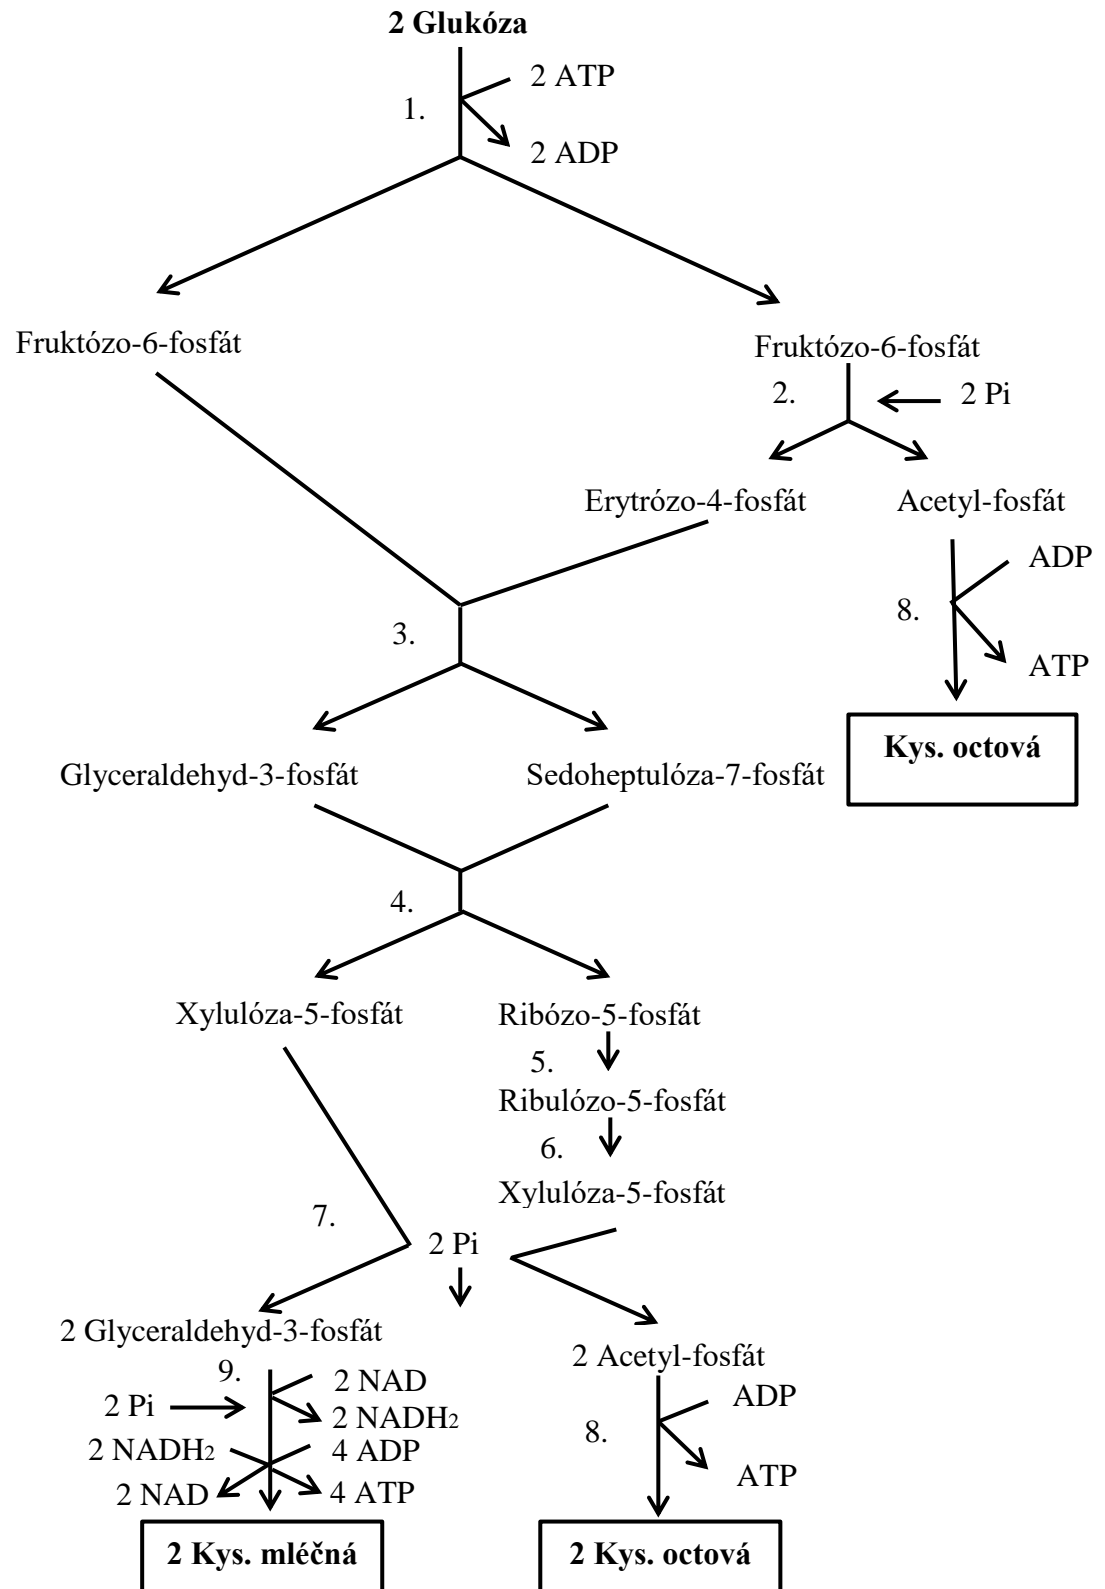 2 Glukóza
2 ATP
1.
2 ADP
Fruktózo-6-fosfát
Fruktózo-6-fosfát
2.
2 Pi
Erytrózo-4-fosfát
Acetyl-fosfát
ADP
8.
3.
ATP
Kys. octová
Glyceraldehyd-3-fosfát
Sedoheptulóza-7-fosfát
4.
Xylulóza-5-fosfát
Ribózo-5-fosfát
5.
Ribulózo-5-fosfát
6.
Xylulóza-5-fosfát
7.
2 Pi
2 Glyceraldehyd-3-fosfát
2 Acetyl-fosfát
9.
2 NAD
2 Pi
2 NADH2
ADP
2 NADH2
4 ADP
8.
2 NAD
4 ATP
ATP
2 Kys. mléčná
2 Kys. octová